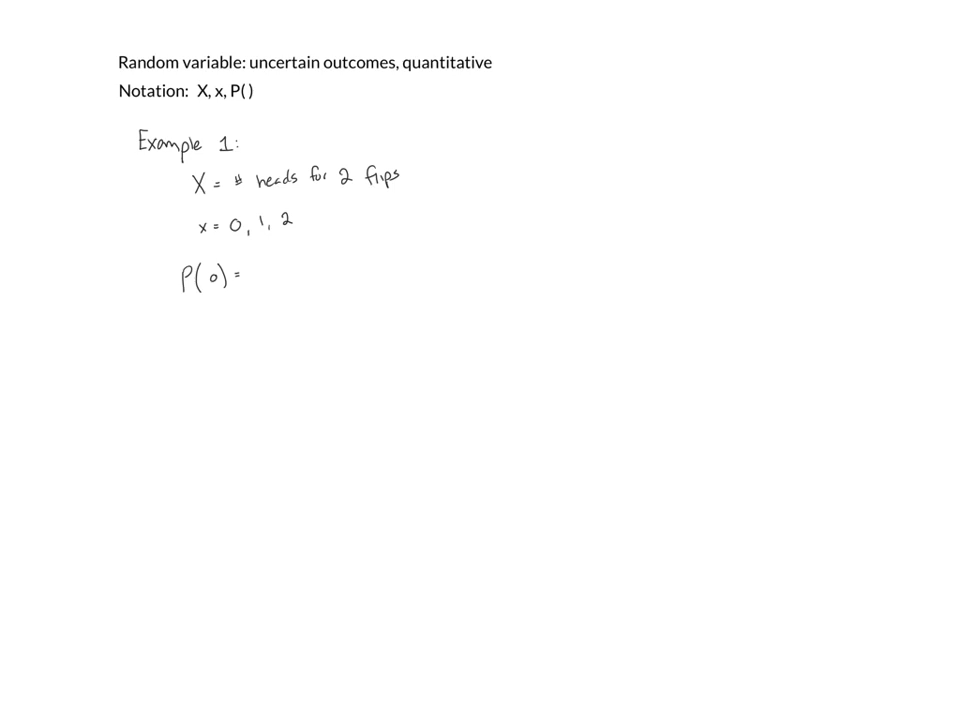 Random variable: uncertain outcomes, quantitative
Notation: X, x, P( )
Example 1:
X = # heads for 2 flips
x = 0, 1, 2
P(0) =